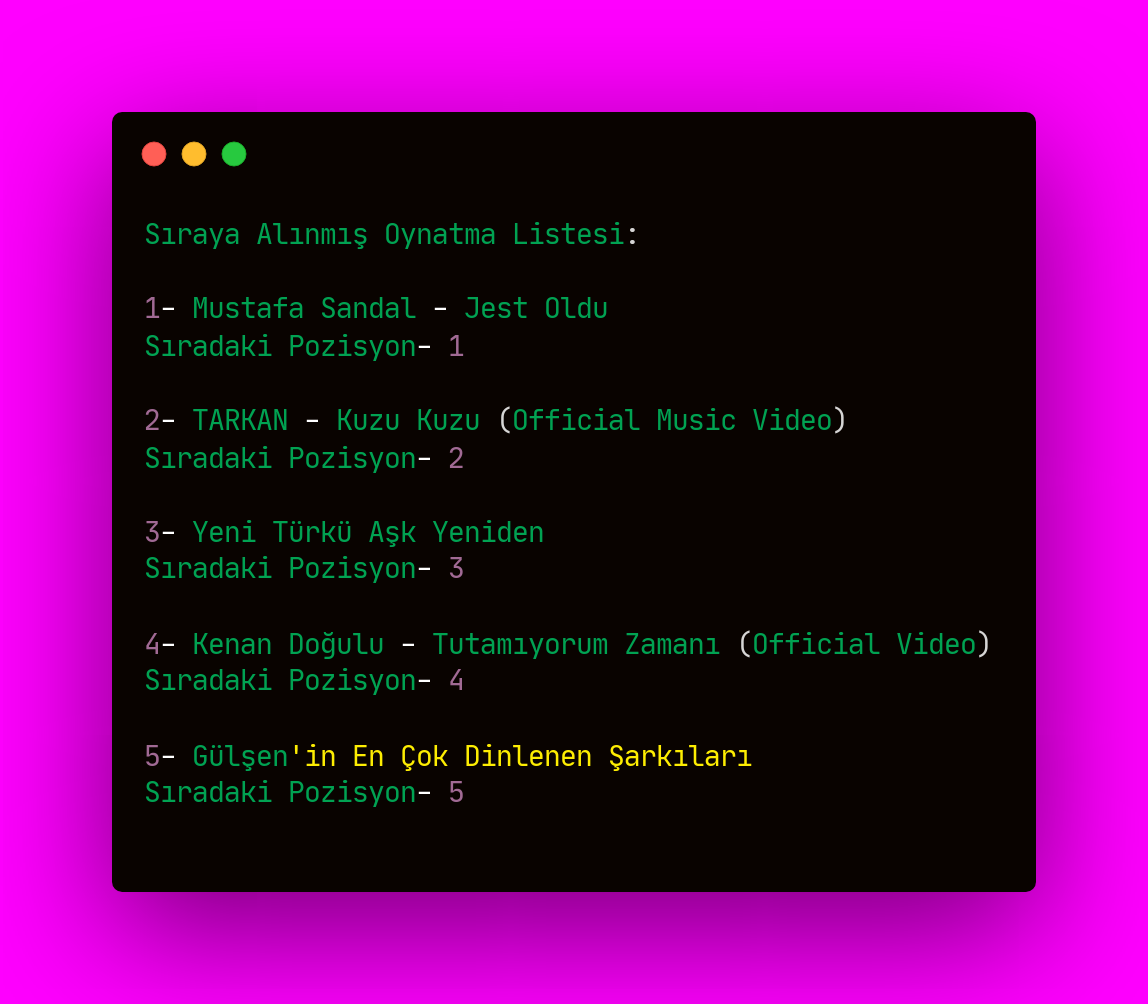 Sıraya Alınmış Oynatma Listesi:
1- Mustafa Sandal - Jest Oldu
Sıradaki Pozisyon- 1
2- TARKAN - Kuzu Kuzu (Official Music Video)
Sıradaki Pozisyon- 2
3- Yeni Türkü Aşk Yeniden
Sıradaki Pozisyon- 3
4- Kenan Doğulu - Tutamıyorum Zamanı (Official Video)
Sıradaki Pozisyon- 4
5- Gülşen'in En Çok Dinlenen Şarkıları
Sıradaki Pozisyon- 5